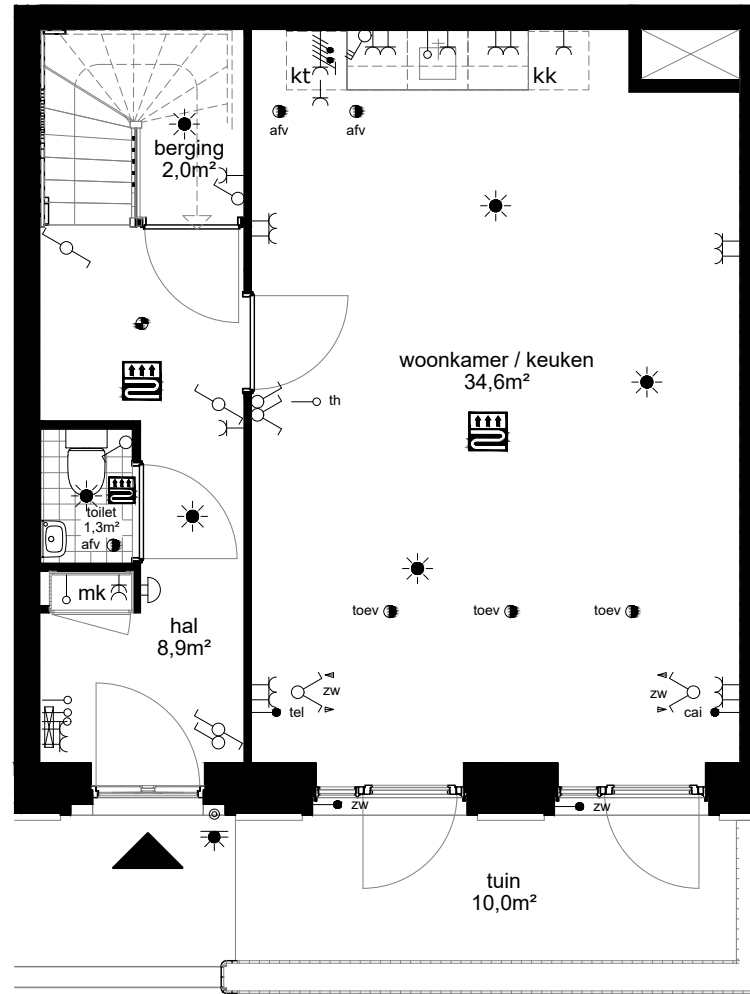 kt
kk
afv
afv
berging
2,0m²
woonkamer / keuken
34,6m²
th
toilet
1,3m²
afv
mk
hal
8,9m²
toev
toev
toev
zw
tel
zw
cai
zw
zw
tuin
10,0m²